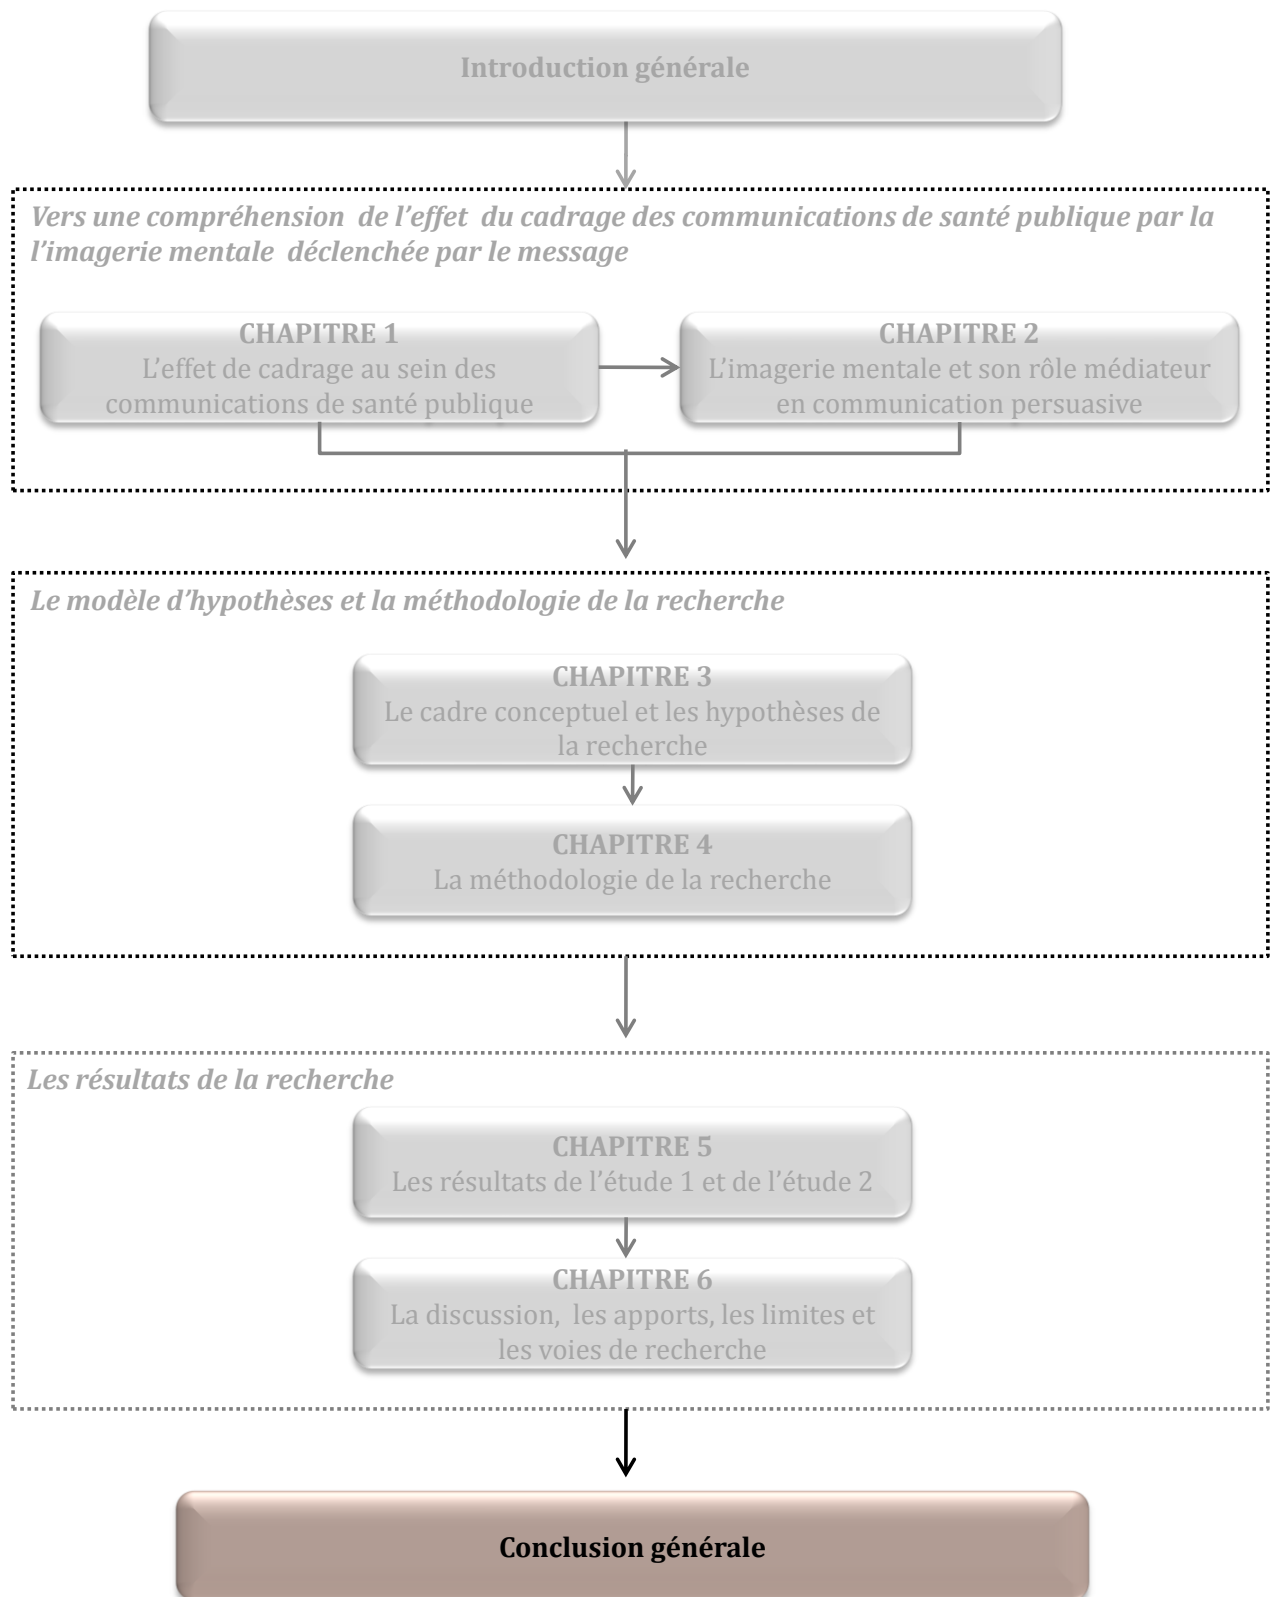 Introduction générale
Vers une compréhension de l'effet du cadrage des communications de santé publique par la
l'imagerie mentale déclenchée par le message
CHAPITRE 1
L'effet de cadrage au sein des
communications de santé publique
CHAPITRE 2
L'imagerie mentale et son rôle médiateur
en communication persuasive
Le modèle d'hypothèses et la méthodologie de la recherche
CHAPITRE 3
Le cadre conceptuel et les hypothèses de
la recherche
CHAPITRE 4
La méthodologie de la recherche
Les résultats de la recherche
CHAPITRE 5
Les résultats de l'étude 1 et de l'étude 2
CHAPITRE 6
La discussion, les apports, les limites et
les voies de recherche
Conclusion générale